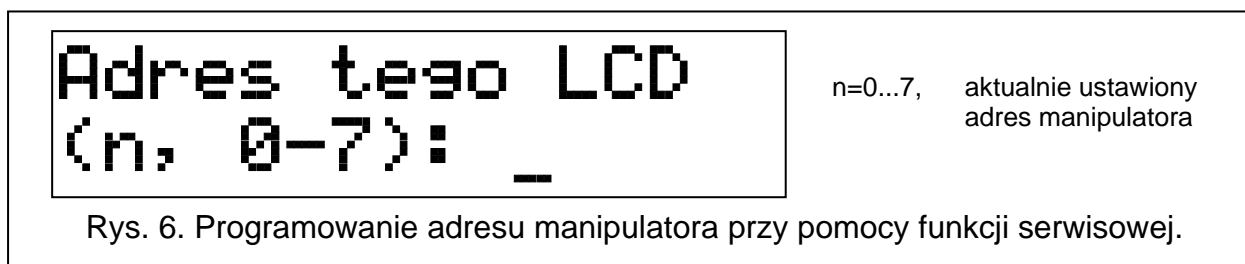 Adres tego LCD
(n, 0-7): _
n=0...7, aktualnie ustawiony
adres manipulatora
Rys. 6. Programowanie adresu manipulatora przy pomocy funkcji serwisowej.